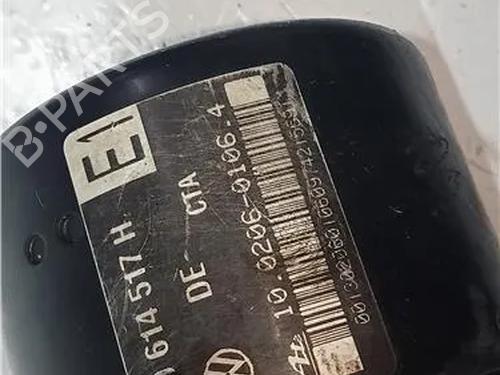 B-PARTS
E1
614 517 H
DE CTA
10.0206-0106.4